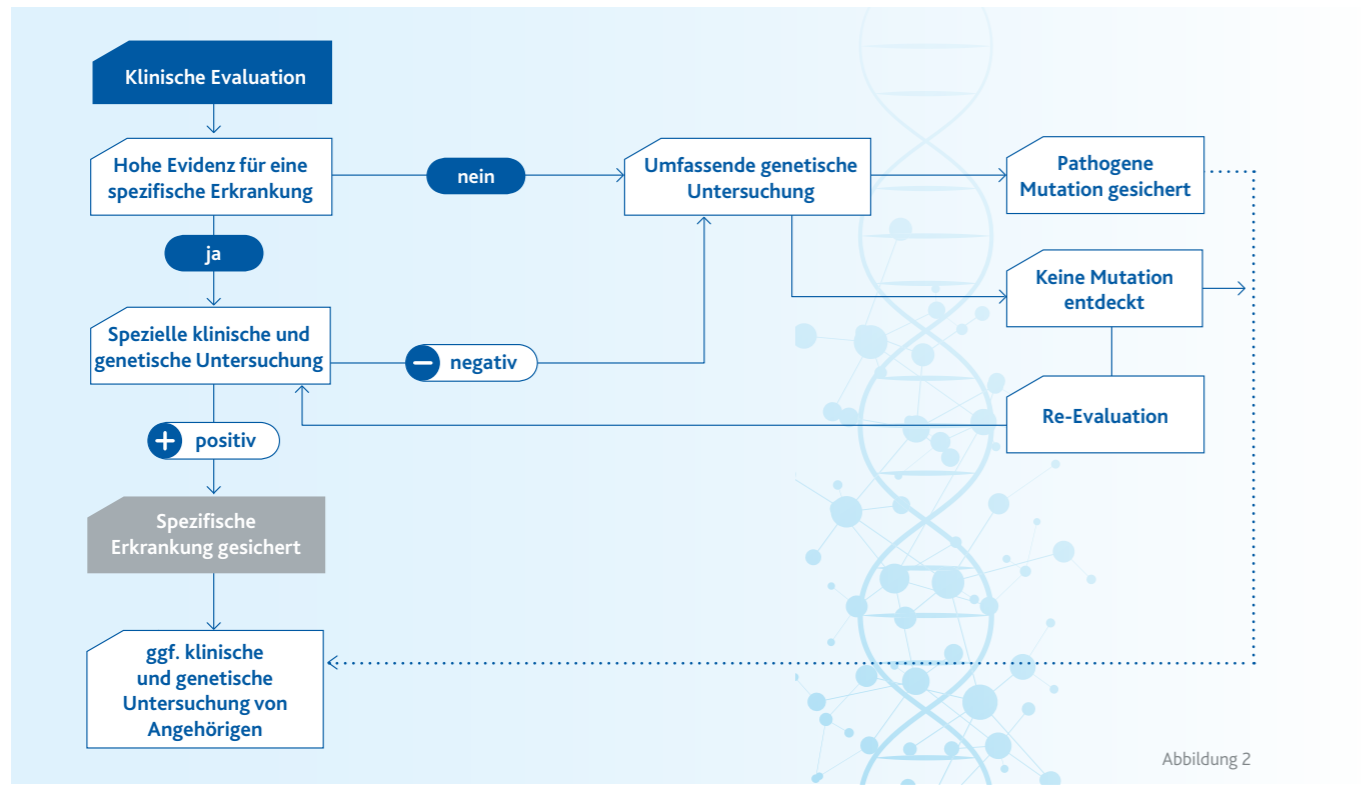 Klinische Evaluation
Hohe Evidenz für eine
spezifische Erkrankung
nein
Umfassende genetische
Untersuchung
Pathogene
Mutation gesichert
ja
Keine Mutation
entdeckt
Spezielle klinische und
genetische Untersuchung
negativ
Re-Evaluation
positiv
Spezifische
Erkrankung gesichert
ggf. klinische
und genetische
Untersuchung von
Angehörigen
Abbildung 2